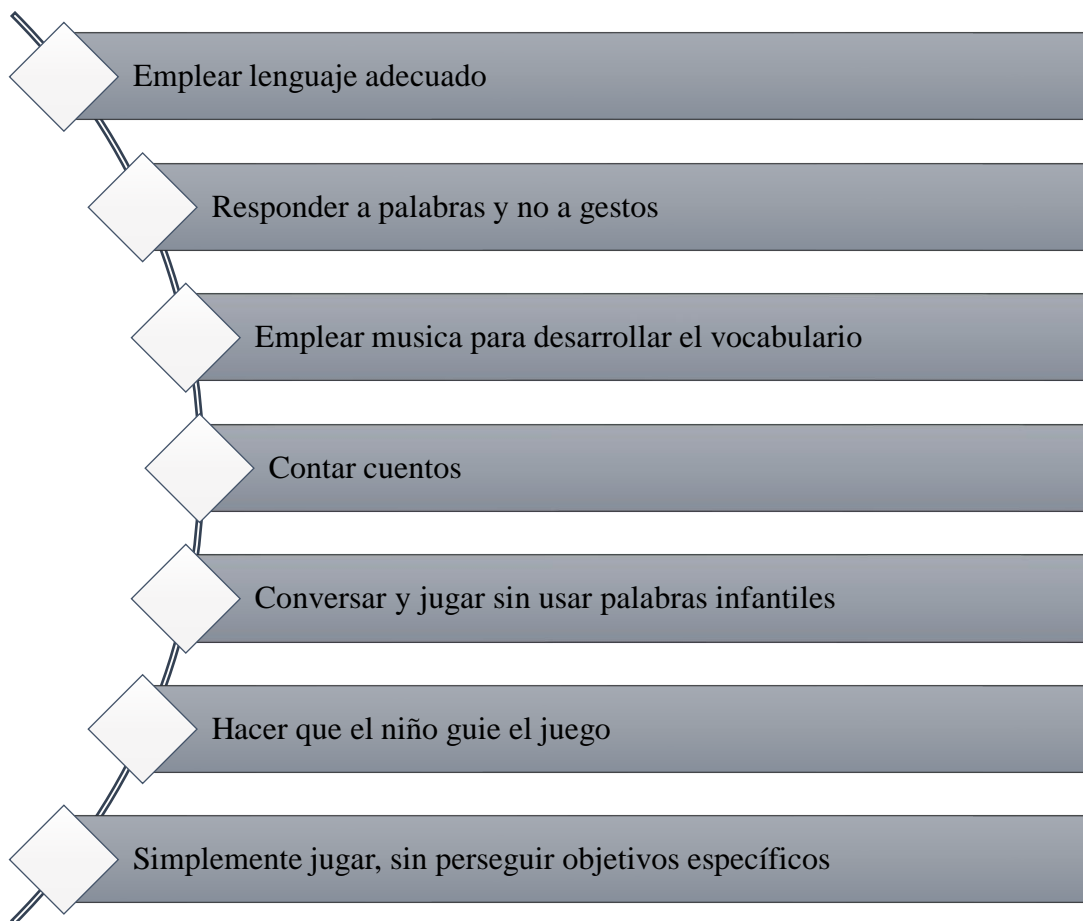 Emplear lenguaje adecuado
Responder a palabras y no a gestos
Emplear musica para desarrollar el vocabulario
Contar cuentos
Conversar y jugar sin usar palabras infantiles
Hacer que el niño guie el juego
Simplemente jugar, sin perseguir objetivos específicos